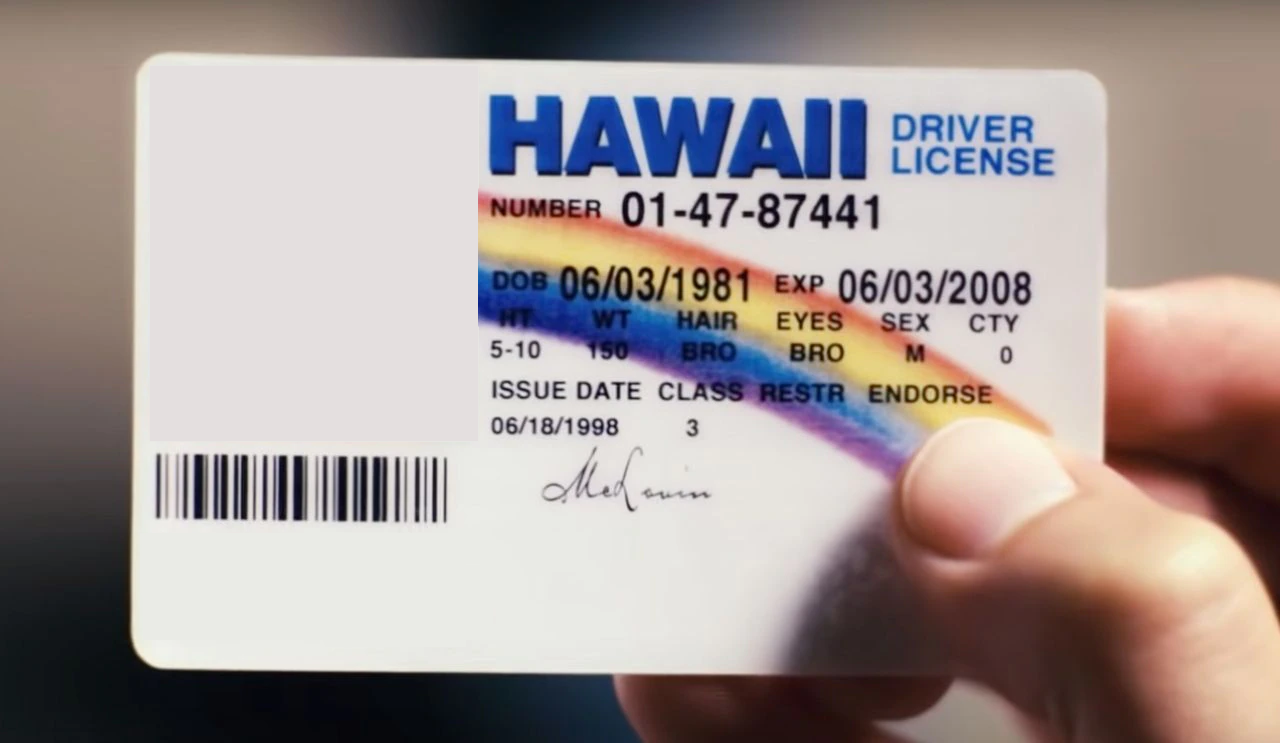 HAWAII DRIVER LICENSE
NUMBER 01-47-87441
DOB 06/03/1981 EXP 06/03/2008
HT WT HAIR EYES SEX CTY
5-10 150 BRO BRO M 0
ISSUE DATE CLASS RESTR ENDORSE
06/18/1998 3
McLovin